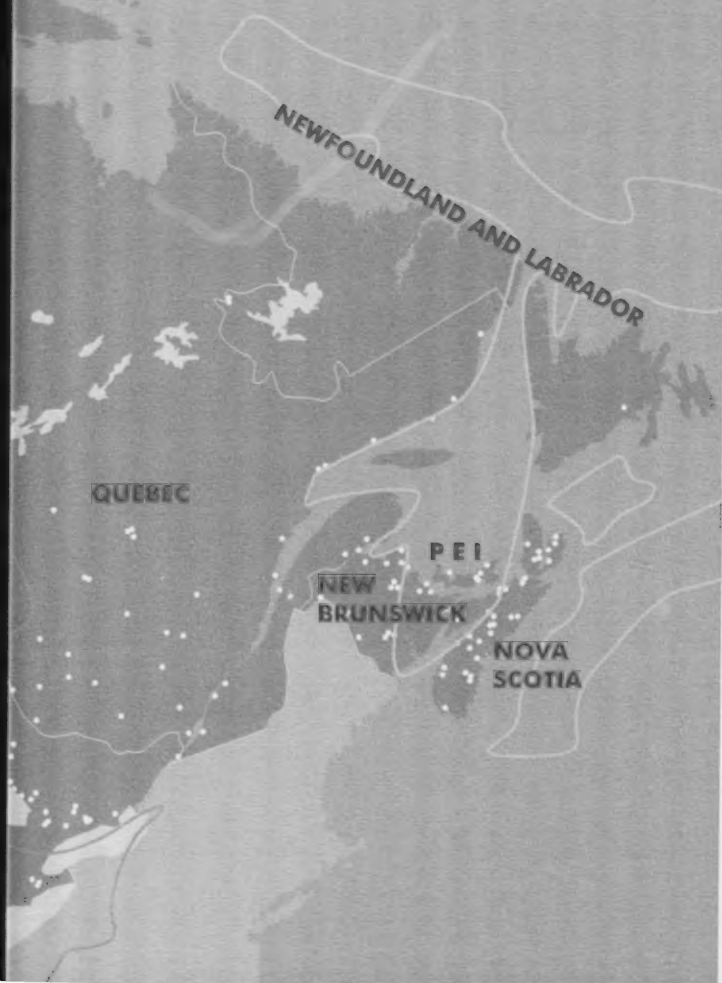 NEWFOUNDLAND AND LABRADOR
QUEBEC
PEI
NEW
BRUNSWICK
NOVA
SCOTIA